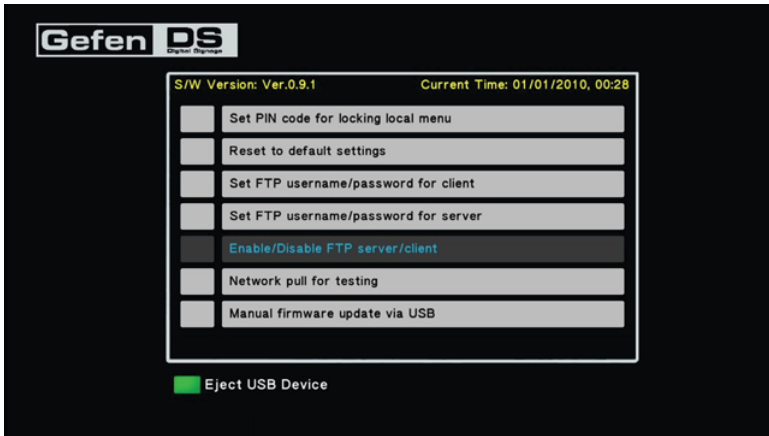 Gefen DS
Digital Signage
S/W Version: Ver.0.9.1 Current Time: 01/01/2010, 00:28
Set PIN code for locking local menu
Reset to default settings
Set FTP username/password for client
Set FTP username/password for server
Enable/Disable FTP server/client
Network pull for testing
Manual firmware update via USB
Eject USB Device